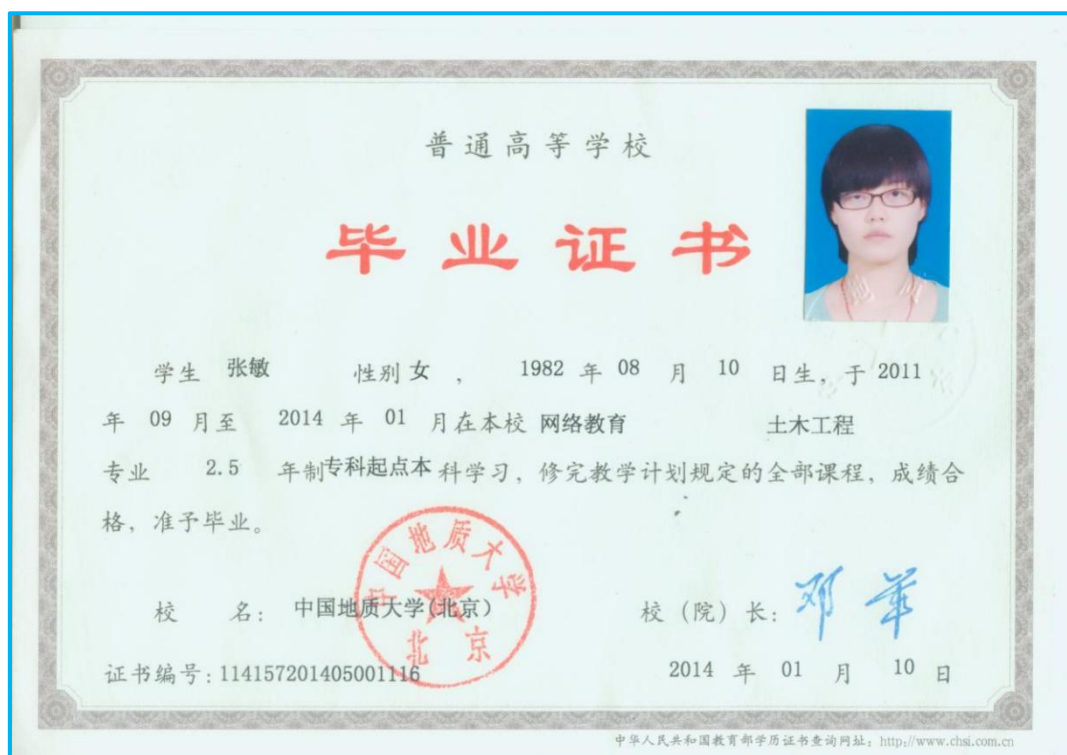 普通高等学校
毕业证书
学生 张敏 性别 女 , 1982 年 08 月 10 日生, 于 2011
年 09 月至 2014 年 01 月在本校 网络教育 土木工程
专业 2.5 年制 专科起点本 科学习, 修完教学计划规定的全部课程, 成绩合
格, 准予毕业。
中国地质大学
北京
校 名: 中国地质大学(北京) 校(院)长: 邓军
证书编号: 114157201405001116 2014 年 01 月 10 日
中华人民共和国教育部学历证书查询网址: http://www.chsi.com.cn